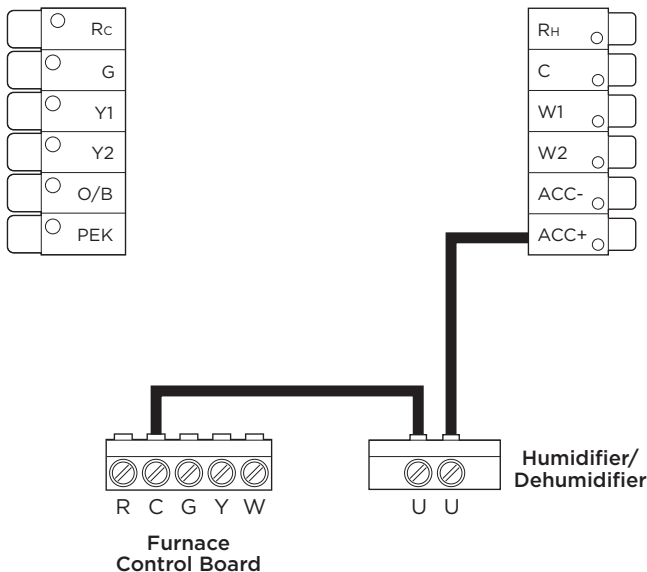 Rc
G
Y1
Y2
O/B
PEK
RH
C
W1
W2
ACC-
ACC+
Humidifier/
Dehumidifier
R C G Y W
U U
Furnace
Control Board